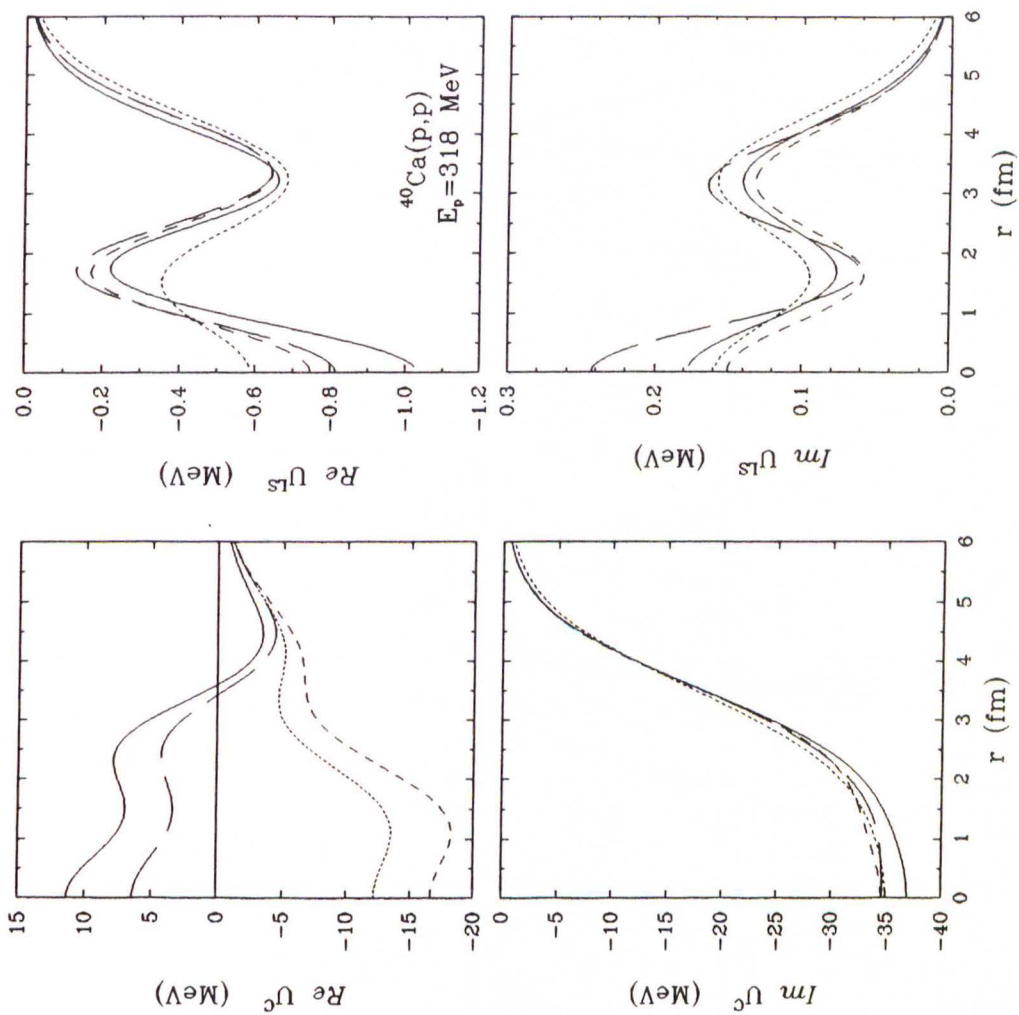 15
10
5
0
-5
-10
-15
-20
Re U^C (MeV)
0.0
-0.2
-0.4
-0.6
-0.8
-1.0
-1.2
Re U^LS (MeV)
⁴⁰Ca(p,p)
E_p=318 MeV
0
-5
-10
-15
-20
-25
-30
-35
-40
Im U^C (MeV)
0 1 2 3 4 5 6
r (fm)
0.3
0.2
0.1
0.0
Im U^LS (MeV)
0 1 2 3 4 5 6
r (fm)